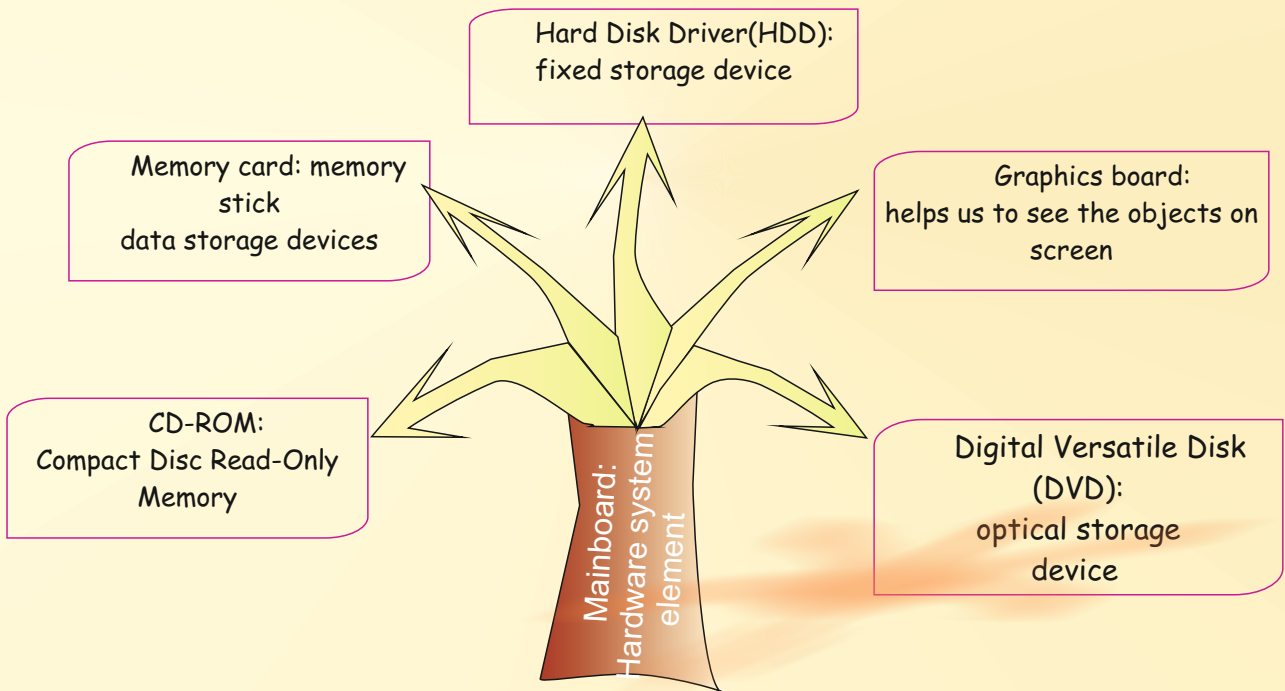 Hard Disk Driver(HDD):
fixed storage device
Memory card: memory
stick
data storage devices
Graphics board:
helps us to see the objects on
screen
CD-ROM:
Compact Disc Read-Only
Memory
Digital Versatile Disk
(DVD):
optical storage
device
Mainboard:
Hardware system
element